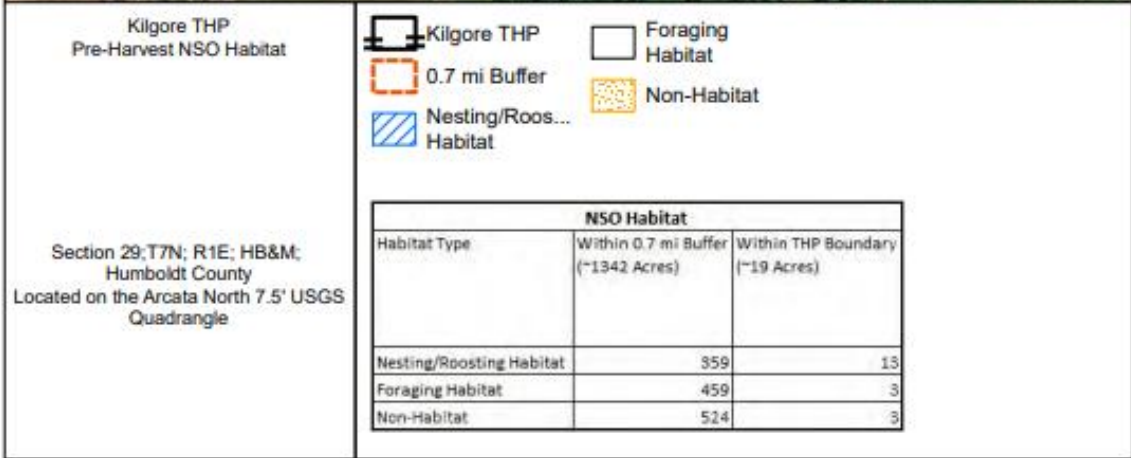 Kilgore THP
Pre-Harvest NSO Habitat
Section 29;T7N; R1E; HB&M;
Humboldt County
Located on the Arcata North 7.5' USGS
Quadrangle
Kilgore THP
0.7 mi Buffer
Nesting/Roos...
Habitat
Foraging
Habitat
Non-Habitat
NSO Habitat
Habitat Type Within 0.7 mi Buffer Within THP Boundary
(~1342 Acres) (~19 Acres)
Nesting/Roosting Habitat 359 13
Foraging Habitat 459 3
Non-Habitat 524 3